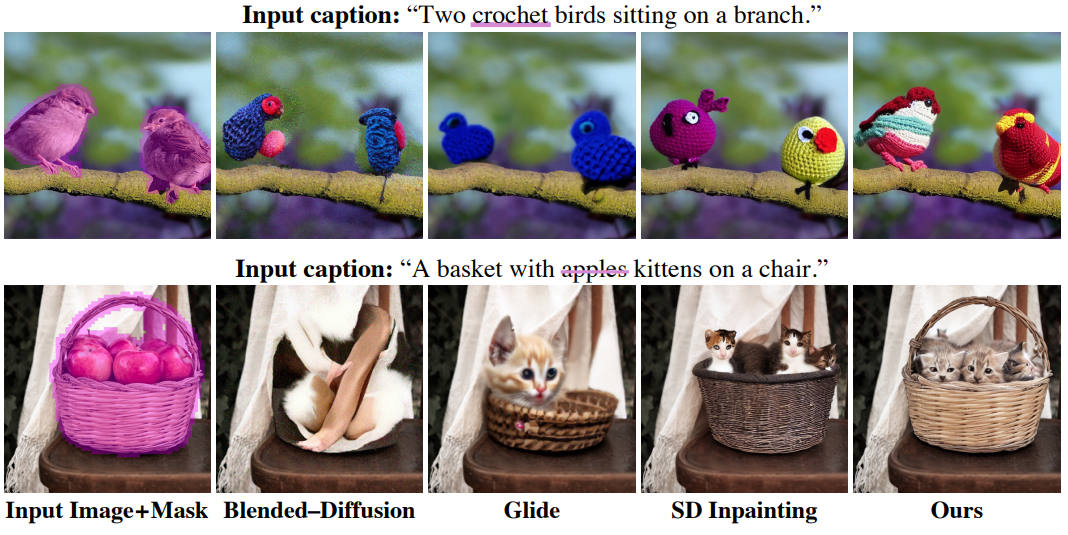 Input caption: “Two crochet birds sitting on a branch.”
Input caption: “A basket with apples kittens on a chair.”
Input Image+Mask Blended–Diffusion Glide SD Inpainting Ours